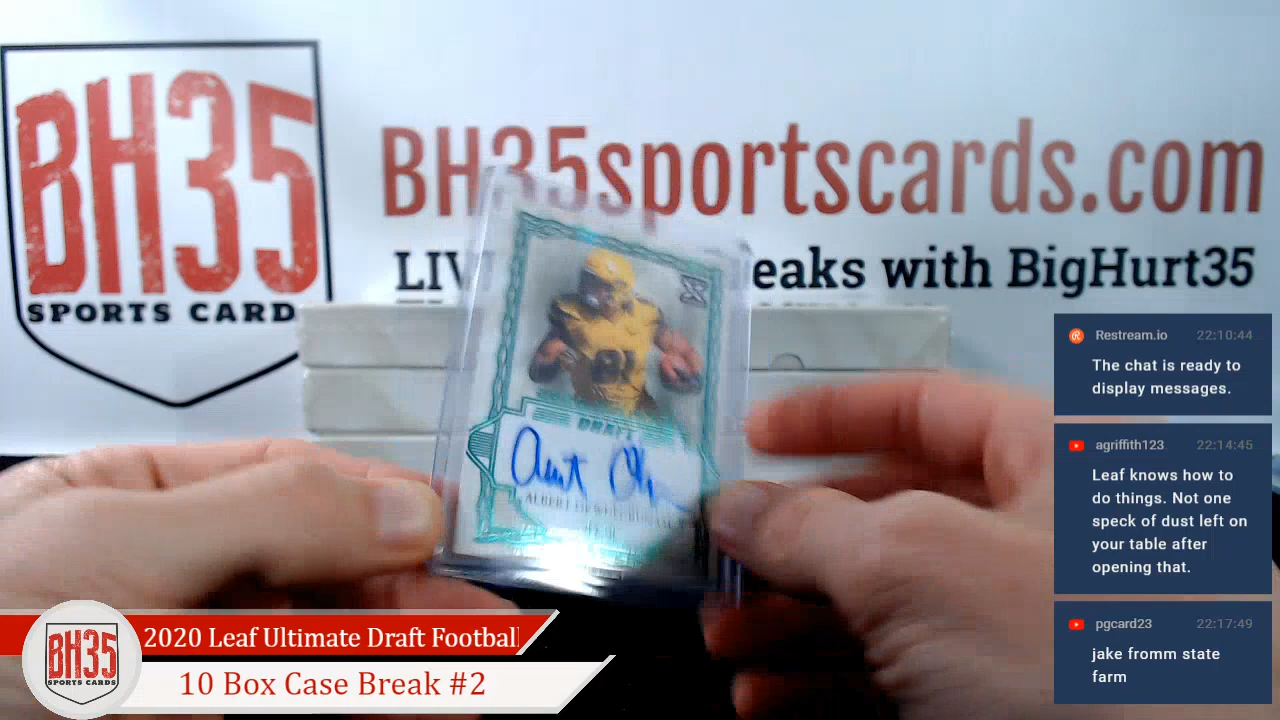 BH35
SPORTS CARD
BH35sportscards.com
LIV eaks with BigHurt35
81
DRAFT
ALBERT
Restream.io 22:10:44
The chat is ready to
display messages.
agriffith123 22:14:45
Leaf knows how to
do things. Not one
speck of dust left on
your table after
opening that.
pgcard23 22:17:49
jake fromm state
farm
BH35
SPORTS CARDS
2020 Leaf Ultimate Draft Football
10 Box Case Break #2